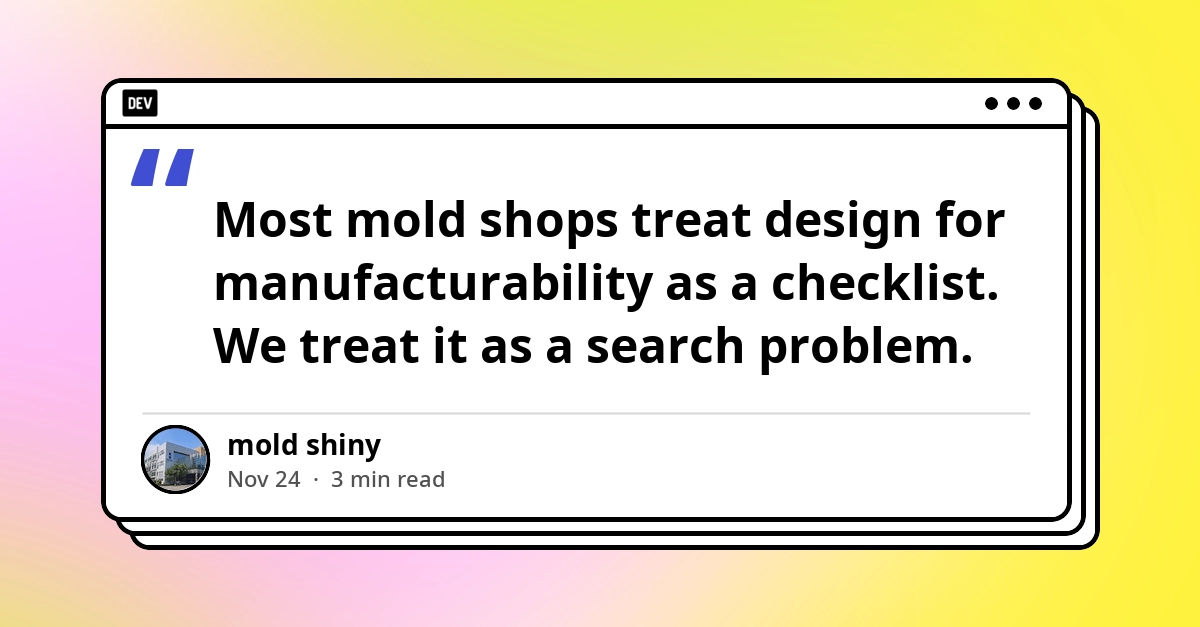 DEV
“
Most mold shops treat design for
manufacturability as a checklist.
We treat it as a search problem.
mold shiny
Nov 24 · 3 min read